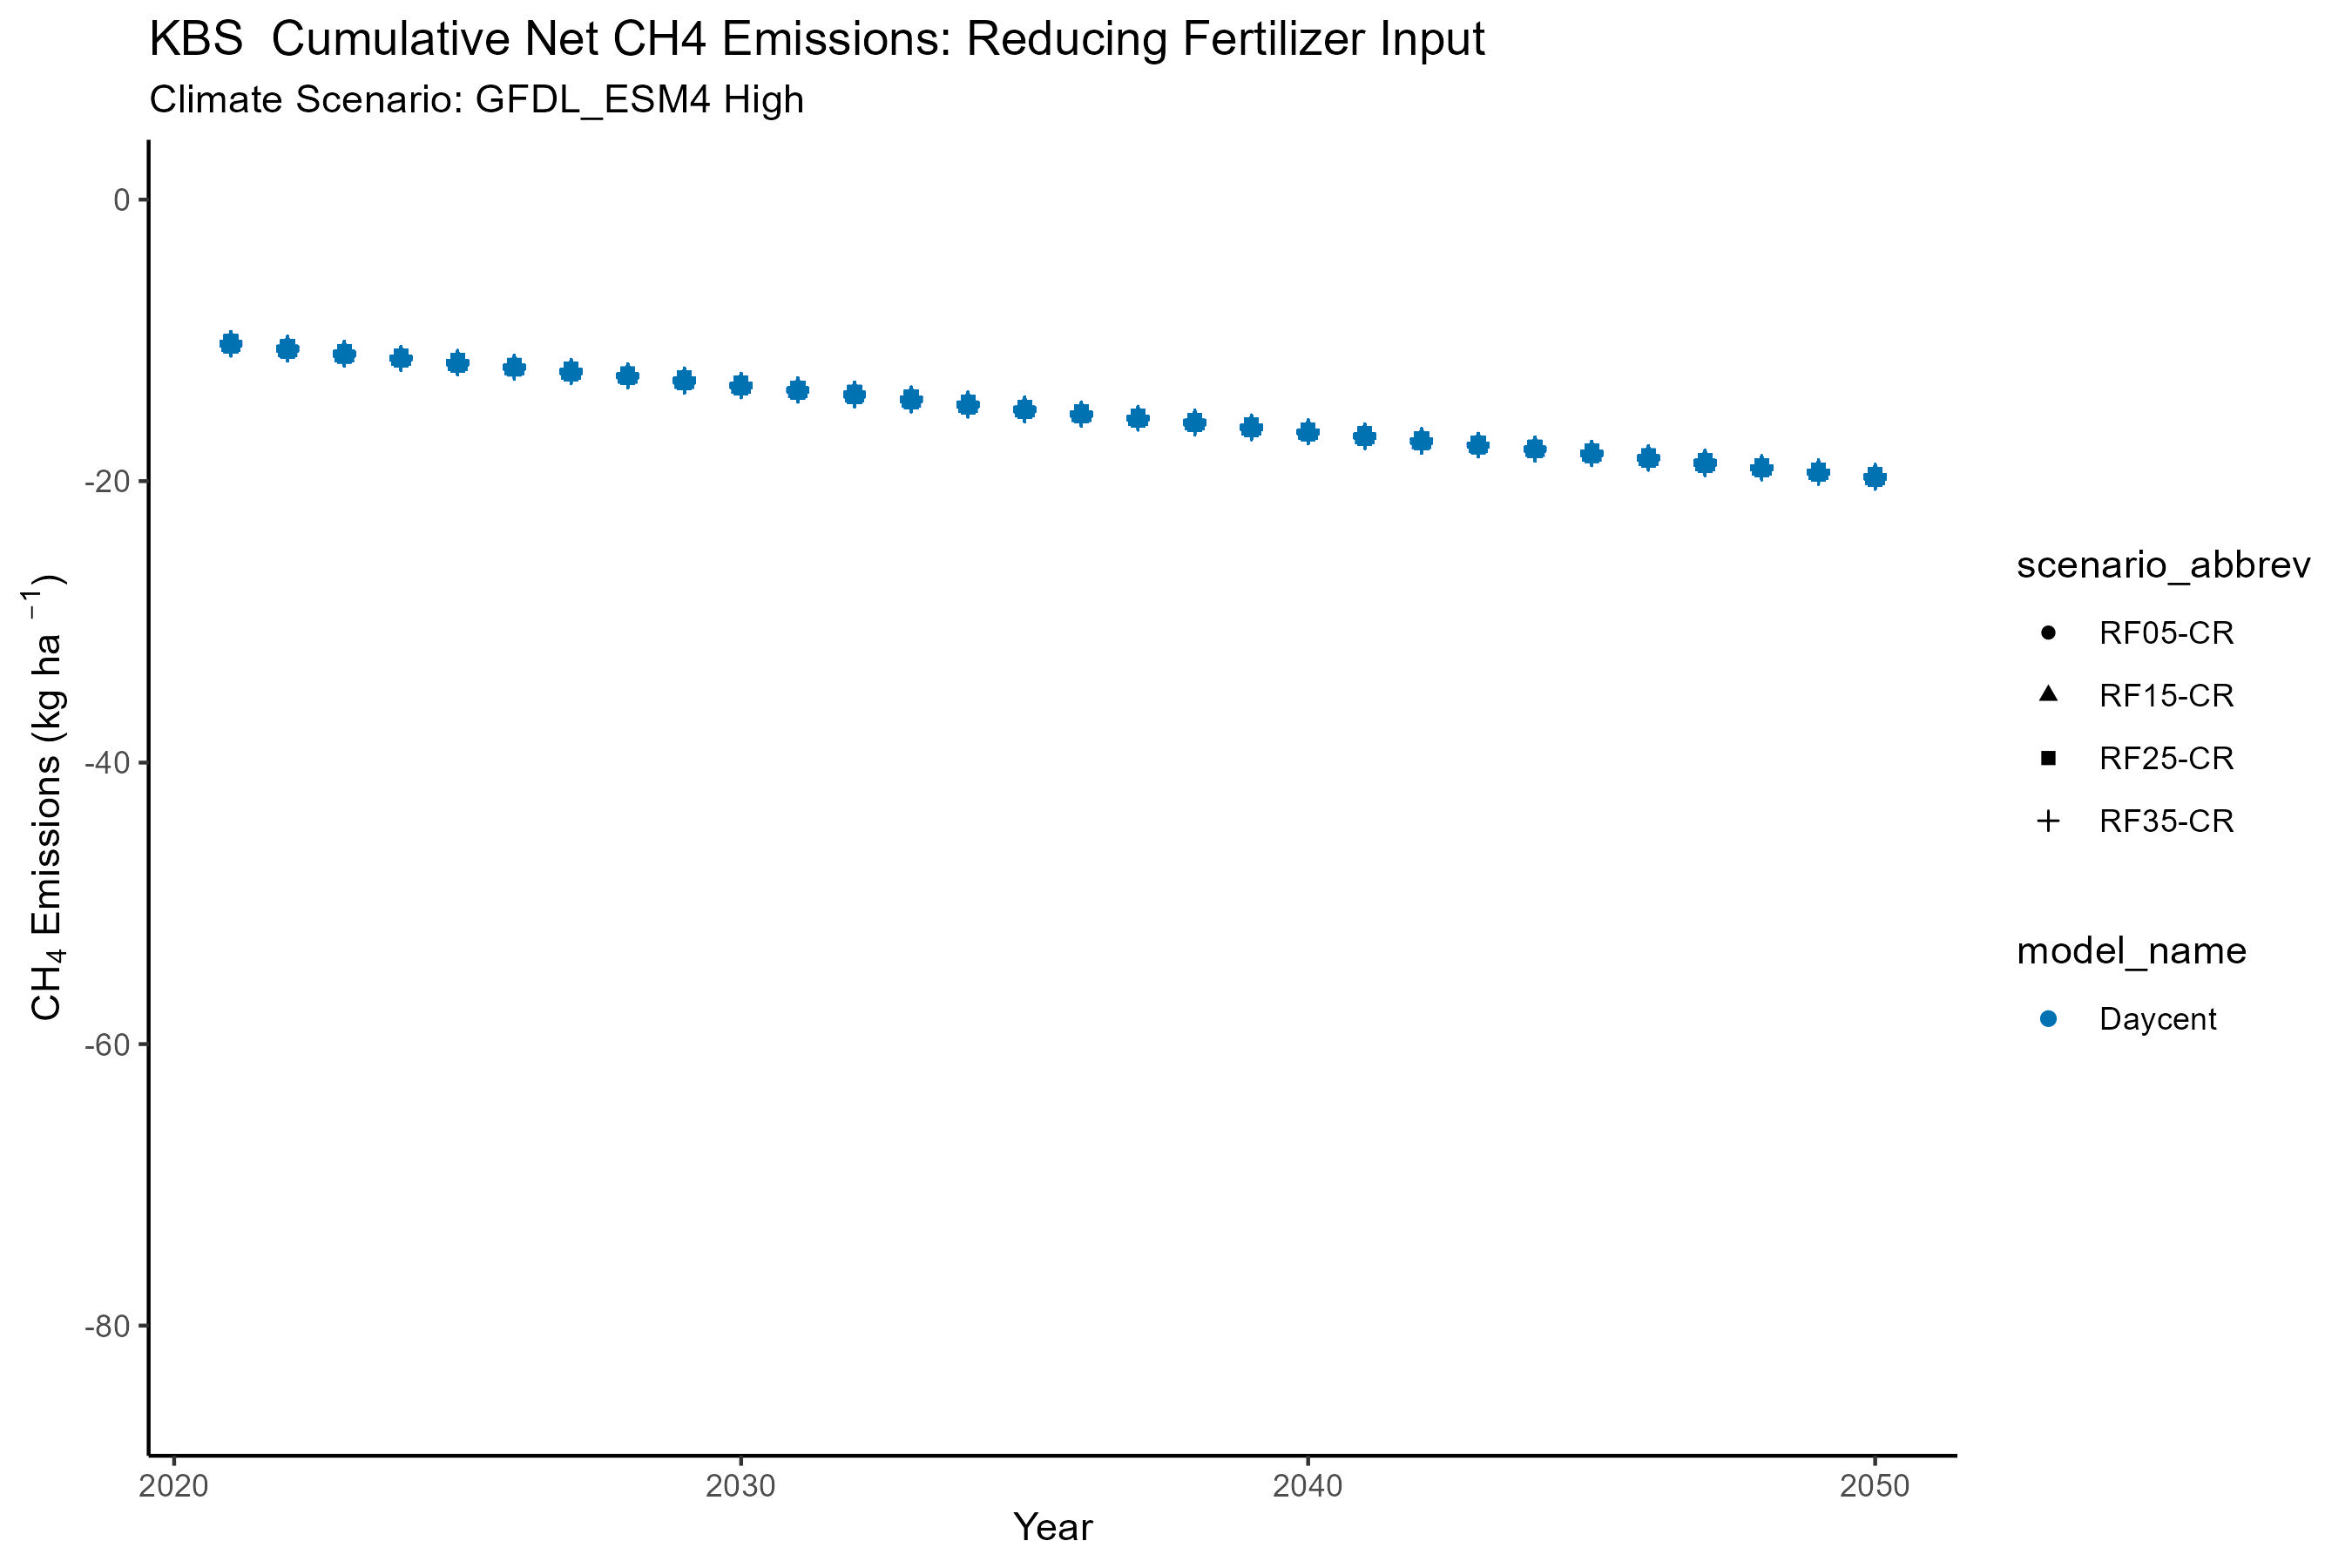 KBS  Cumulative Net CH4 Emissions: Reducing Fertilizer Input
Climate Scenario: GFDL_ESM4 High
CH₄ Emissions (kg ha ⁻¹)
0
-20
-40
-60
-80
2020
2030
2040
2050
Year
scenario_abbrev
RF05-CR
RF15-CR
RF25-CR
RF35-CR
model_name
Daycent